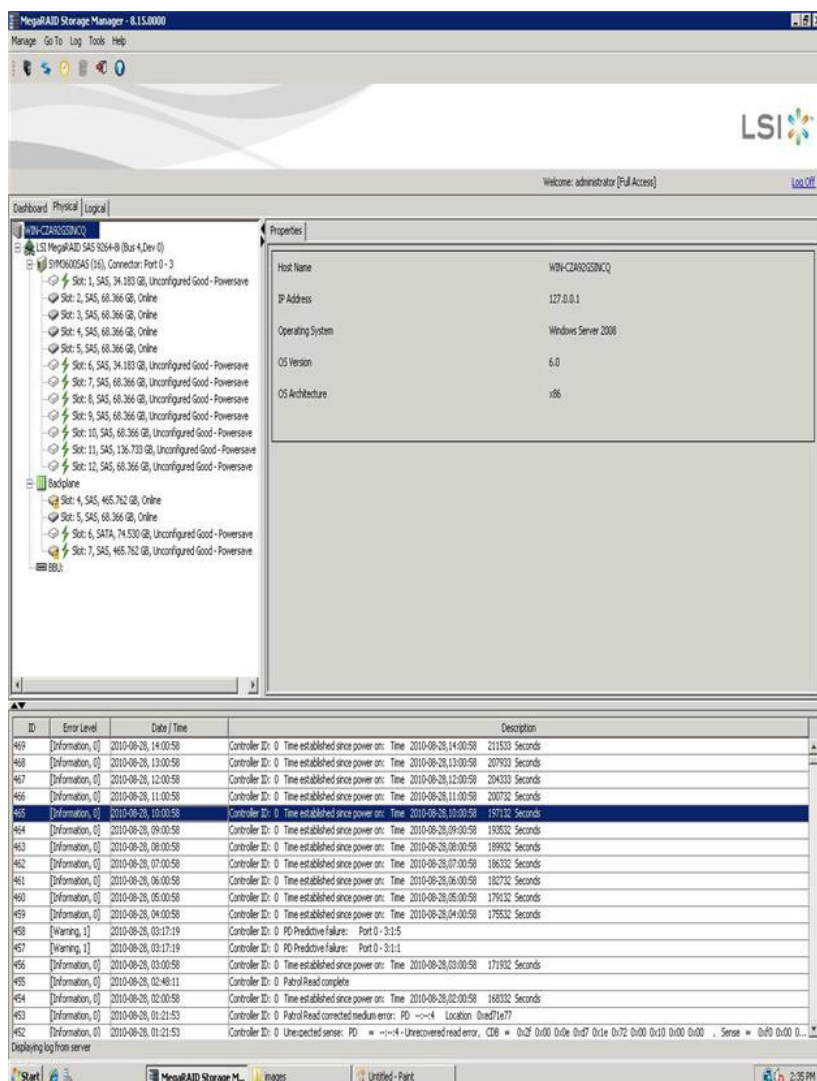 MegaRAID Storage Manager - 8.15.0000
Manage Go To Log Tools Help
LSI
Welcome: administrator [Full Access]
Log Off
Dashboard Physical Logical
WIN-CZA92G5INCQ
LSI MegaRAID SAS 9264-8i (Bus 4,Dev 0)
SYM3600SAS (16), Connector: Port 0 - 3
Slot: 1, SAS, 34.183 GB, Unconfigured Good - Powersave
Slot: 2, SAS, 68.366 GB, Online
Slot: 3, SAS, 68.366 GB, Online
Slot: 4, SAS, 68.366 GB, Online
Slot: 5, SAS, 68.366 GB, Online
Slot: 6, SAS, 34.183 GB, Unconfigured Good - Powersave
Slot: 7, SAS, 68.366 GB, Unconfigured Good - Powersave
Slot: 8, SAS, 68.366 GB, Unconfigured Good - Powersave
Slot: 9, SAS, 68.366 GB, Unconfigured Good - Powersave
Slot: 10, SAS, 68.366 GB, Unconfigured Good - Powersave
Slot: 11, SAS, 136.733 GB, Unconfigured Good - Powersave
Slot: 12, SAS, 68.366 GB, Unconfigured Good - Powersave
Backplane
Slot: 4, SAS, 465.762 GB, Online
Slot: 5, SAS, 68.366 GB, Online
Slot: 6, SATA, 74.530 GB, Unconfigured Good - Powersave
Slot: 7, SAS, 465.762 GB, Unconfigured Good - Powersave
BBU:
Properties
Host Name WIN-CZA92G5INCQ
IP Address 127.0.0.1
Operating System Windows Server 2008
OS Version 6.0
OS Architecture x86
ID Error Level Date / Time Description
469 [Information, 0] 2010-08-28, 14:00:58 Controller ID: 0 Time established since power on: Time 2010-08-28,14:00:58 211533 Seconds
468 [Information, 0] 2010-08-28, 13:00:58 Controller ID: 0 Time established since power on: Time 2010-08-28,13:00:58 207933 Seconds
467 [Information, 0] 2010-08-28, 12:00:58 Controller ID: 0 Time established since power on: Time 2010-08-28,12:00:58 204333 Seconds
466 [Information, 0] 2010-08-28, 11:00:58 Controller ID: 0 Time established since power on: Time 2010-08-28,11:00:58 200732 Seconds
465 [Information, 0] 2010-08-28, 10:00:58 Controller ID: 0 Time established since power on: Time 2010-08-28,10:00:58 197132 Seconds
464 [Information, 0] 2010-08-28, 09:00:58 Controller ID: 0 Time established since power on: Time 2010-08-28,09:00:58 193532 Seconds
463 [Information, 0] 2010-08-28, 08:00:58 Controller ID: 0 Time established since power on: Time 2010-08-28,08:00:58 189932 Seconds
462 [Information, 0] 2010-08-28, 07:00:58 Controller ID: 0 Time established since power on: Time 2010-08-28,07:00:58 186332 Seconds
461 [Information, 0] 2010-08-28, 06:00:58 Controller ID: 0 Time established since power on: Time 2010-08-28,06:00:58 182732 Seconds
460 [Information, 0] 2010-08-28, 05:00:58 Controller ID: 0 Time established since power on: Time 2010-08-28,05:00:58 179132 Seconds
459 [Information, 0] 2010-08-28, 04:00:58 Controller ID: 0 Time established since power on: Time 2010-08-28,04:00:58 175532 Seconds
458 [Warning, 1] 2010-08-28, 03:17:19 Controller ID: 0 PD Predictive failure: Port 0 - 3:1:5
457 [Warning, 1] 2010-08-28, 03:17:19 Controller ID: 0 PD Predictive failure: Port 0 - 3:1:1
456 [Information, 0] 2010-08-28, 03:00:58 Controller ID: 0 Time established since power on: Time 2010-08-28,03:00:58 171932 Seconds
455 [Information, 0] 2010-08-28, 02:48:11 Controller ID: 0 Patrol Read complete
454 [Information, 0] 2010-08-28, 02:00:58 Controller ID: 0 Time established since power on: Time 2010-08-28,02:00:58 168332 Seconds
453 [Information, 0] 2010-08-28, 01:21:53 Controller ID: 0 Patrol Read corrected medium error: PD --:--:4 Location 0xed71e77
452 [Information, 0] 2010-08-28, 01:21:53 Controller ID: 0 Unexpected sense: PD = --:--:4 - Unrecovered read error, CDB = 0x2f 0x00 0x0e 0xd7 0x1e 0x72 0x00 0x10 0x00 0x00 , Sense = 0xf0 0x00 0...
Displaying log from server
Start MegaRAID Storage M... images Untitled - Paint 2:35 PM